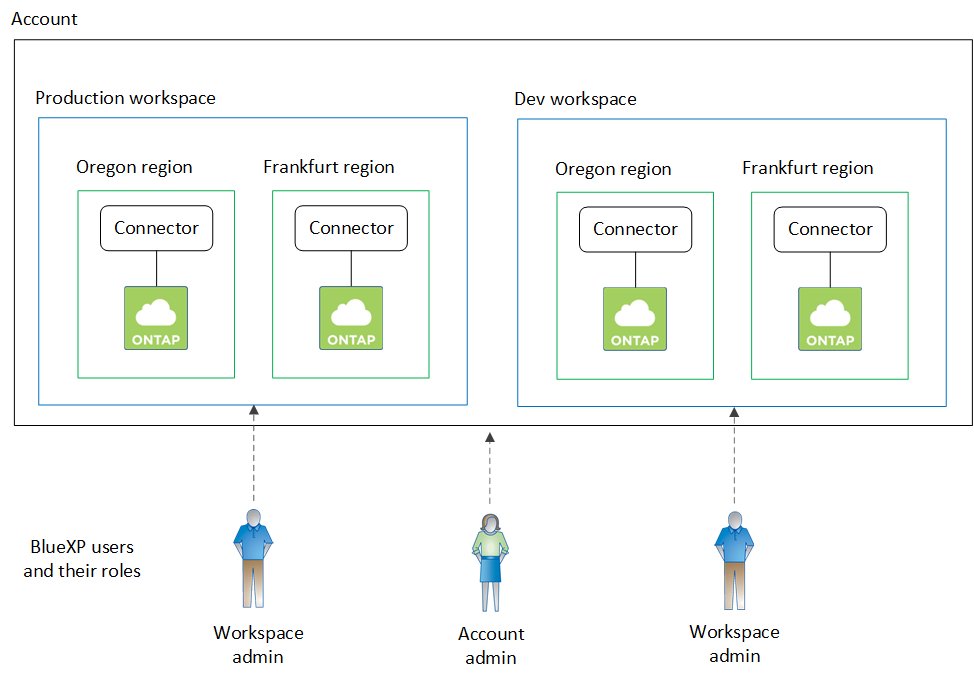 Account
Production workspace
Dev workspace
Oregon region
Frankfurt region
Oregon region
Frankfurt region
Connector
Connector
Connector
Connector
ONTAP
ONTAP
ONTAP
ONTAP
BlueXP users
and their roles
Workspace
admin
Account
admin
Workspace
admin